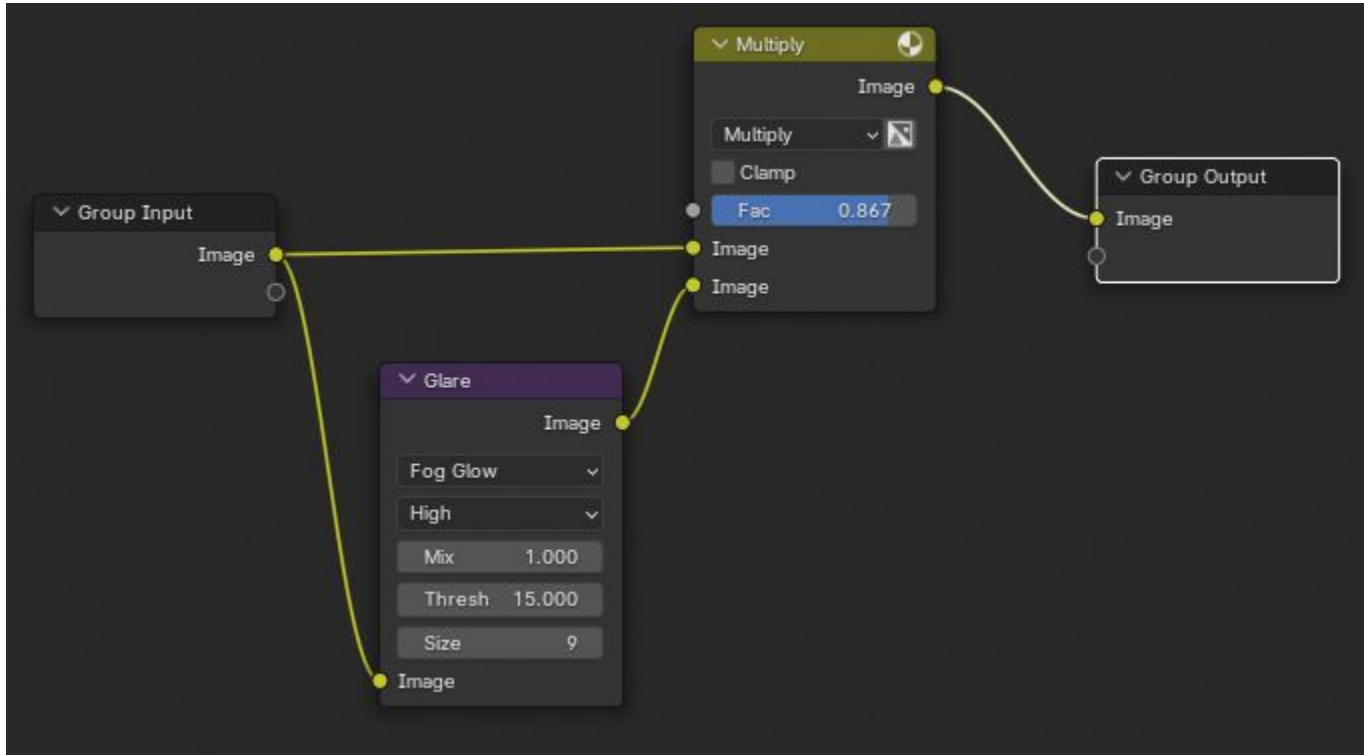 Group Input
Image
Glare
Image
Fog Glow
High
Mix 1.000
Thresh 15.000
Size 9
Image
Multiply
Image
Multiply
Clamp
Fac 0.867
Image
Image
Group Output
Image